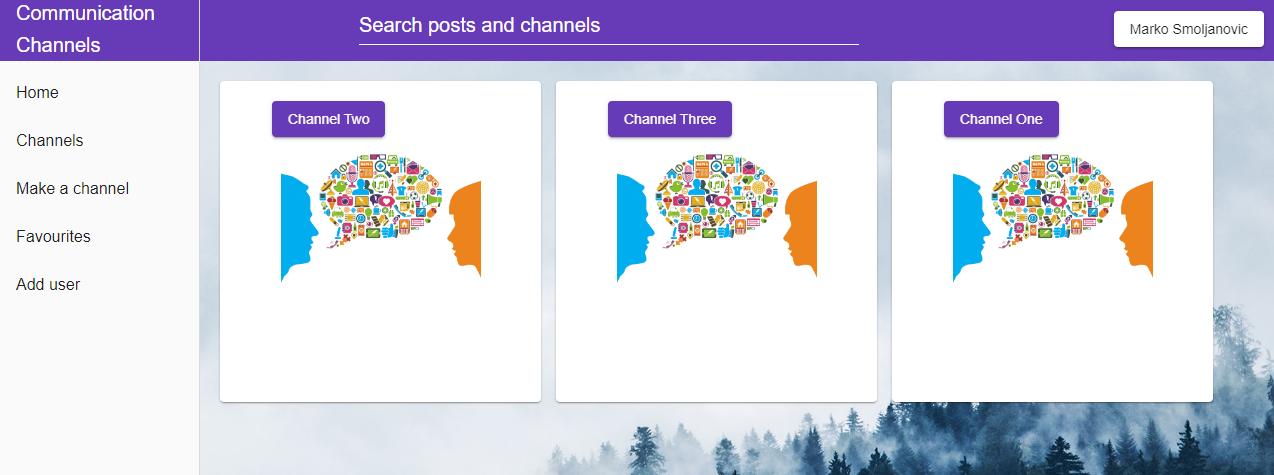 Communication
Channels
Search posts and channels
Marko Smoljanovic
Home
Channels
Make a channel
Favourites
Add user
Channel Two
Channel Three
Channel One